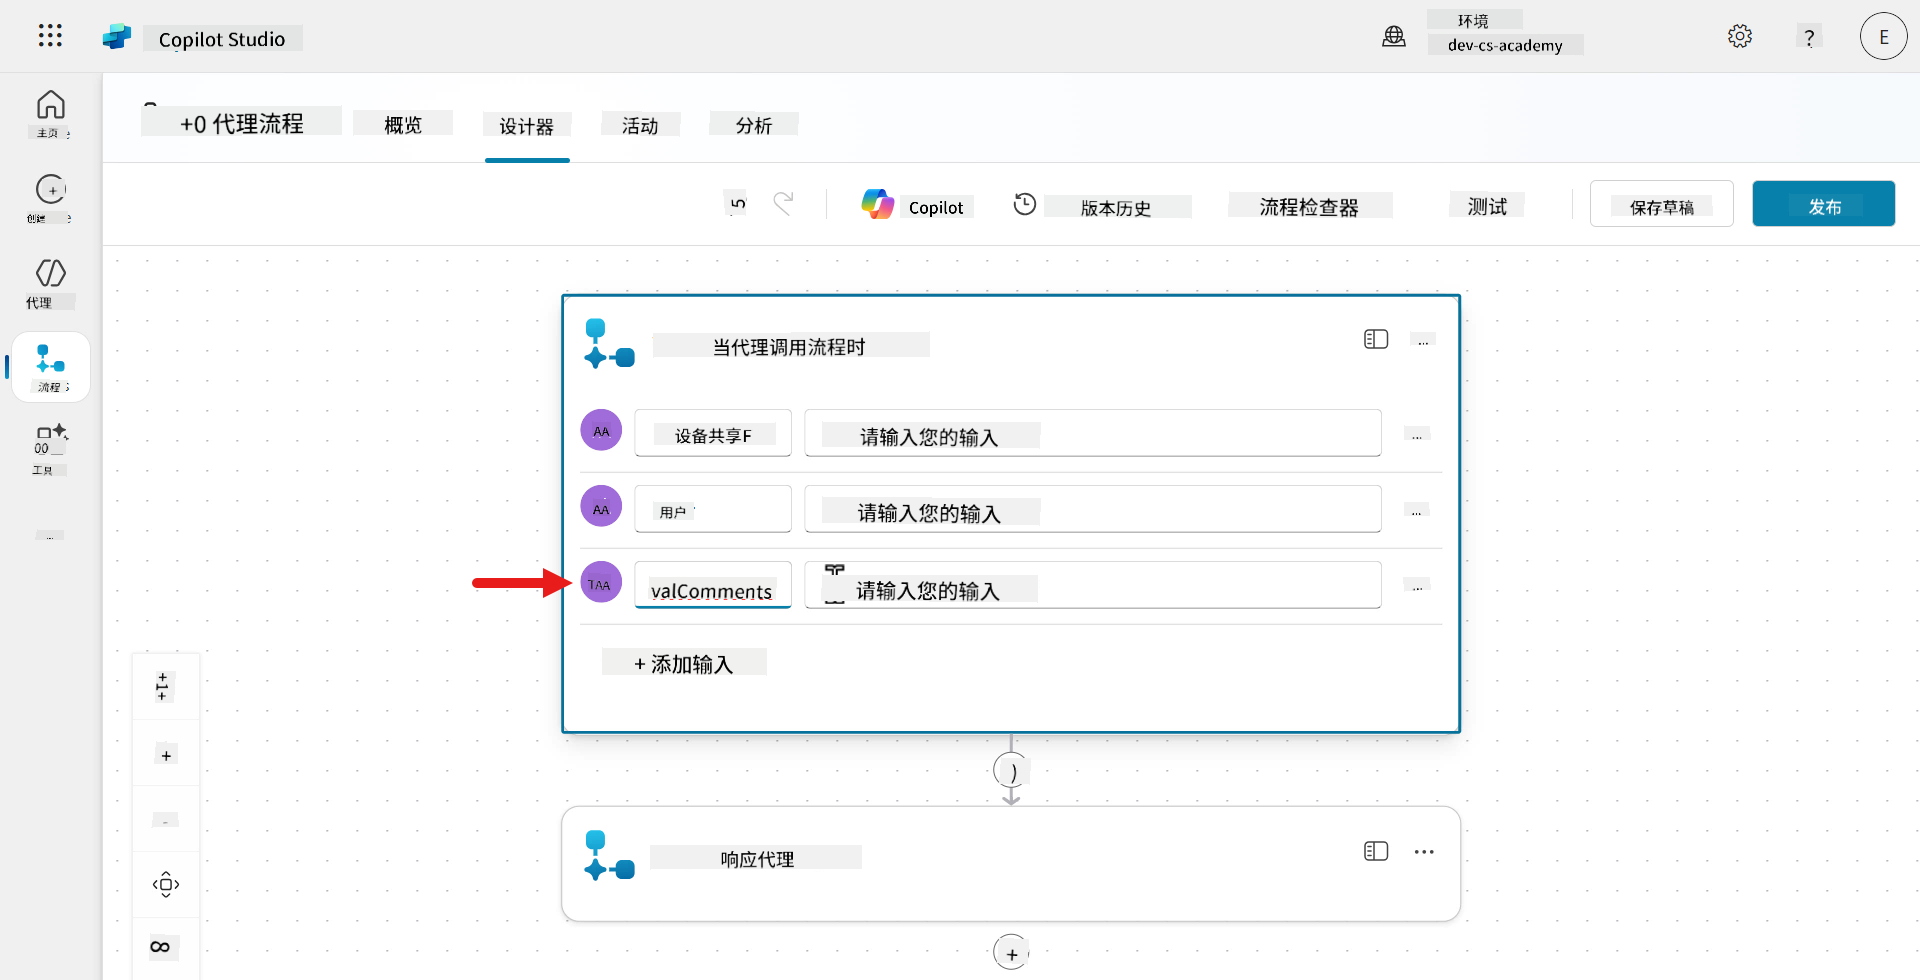 Copilot Studio
环境
dev-cs-academy
?
E
主页
+0 代理流程
概览
设计器
活动
分析
创建
Copilot
版本历史
流程检查器
测试
保存草稿
发布
代理
当代理调用流程时
...
流程
AA
设备共享F
请输入您的输入
...
工具
AA
用户
请输入您的输入
...
TAA
valComments
请输入您的输入
...
+ 添加输入
响应代理